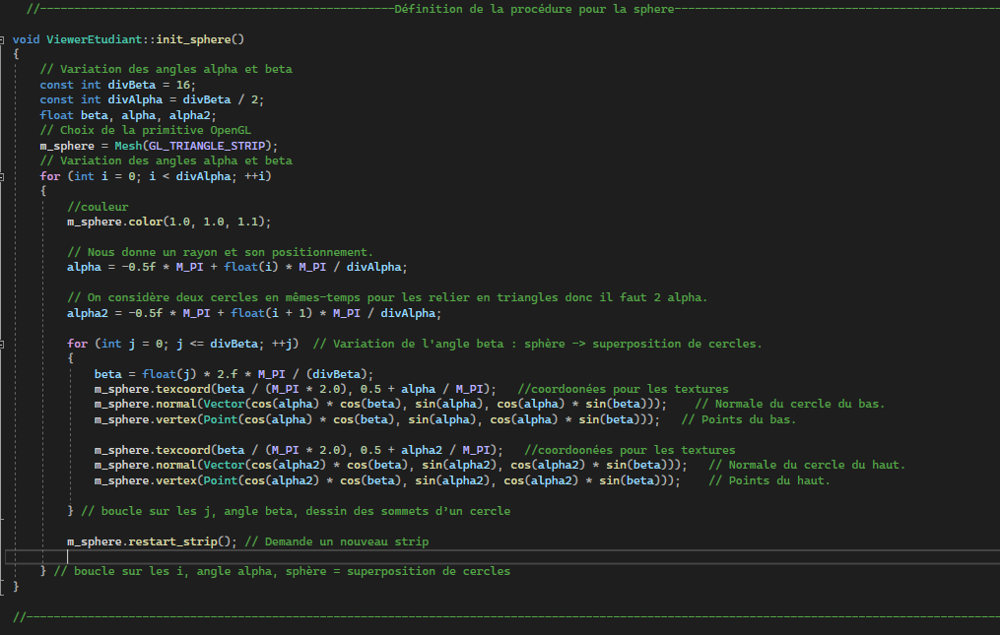 //----------------------------------------------------Définition de la procédure pour la sphere------------------------------------------------
void ViewerEtudiant::init_sphere()
{
// Variation des angles alpha et beta
const int divBeta = 16;
const int divAlpha = divBeta / 2;
float beta, alpha, alpha2;
// Choix de la primitive OpenGL
m_sphere = Mesh(GL_TRIANGLE_STRIP);
// Variation des angles alpha et beta
for (int i = 0; i < divAlpha; ++i)
{
//couleur
m_sphere.color(1.0, 1.0, 1.1);
// Nous donne un rayon et son positionnement.
alpha = -0.5f * M_PI + float(i) * M_PI / divAlpha;
// On considère deux cercles en mêmes-temps pour les relier en triangles donc il faut 2 alpha.
alpha2 = -0.5f * M_PI + float(i + 1) * M_PI / divAlpha;
for (int j = 0; j <= divBeta; ++j)  // Variation de l'angle beta : sphère -> superposition de cercles.
{
beta = float(j) * 2.f * M_PI / (divBeta);
m_sphere.texcoord(beta / (M_PI * 2.0), 0.5 + alpha / M_PI);   //coordoonées pour les textures
m_sphere.normal(Vector(cos(alpha) * cos(beta), sin(alpha), cos(alpha) * sin(beta)));    // Normale du cercle du bas.
m_sphere.vertex(Point(cos(alpha) * cos(beta), sin(alpha), cos(alpha) * sin(beta)));   // Points du bas.
m_sphere.texcoord(beta / (M_PI * 2.0), 0.5 + alpha2 / M_PI);   //coordoonées pour les textures
m_sphere.normal(Vector(cos(alpha2) * cos(beta), sin(alpha2), cos(alpha2) * sin(beta)));   // Normale du cercle du haut.
m_sphere.vertex(Point(cos(alpha2) * cos(beta), sin(alpha2), cos(alpha2) * sin(beta)));    // Points du haut.
} // boucle sur les j, angle beta, dessin des sommets d'un cercle
m_sphere.restart_strip(); // Demande un nouveau strip
} // boucle sur les i, angle alpha, sphère = superposition de cercles
}
//------------------------------------------------------------------------------------------------------------------------------------------------